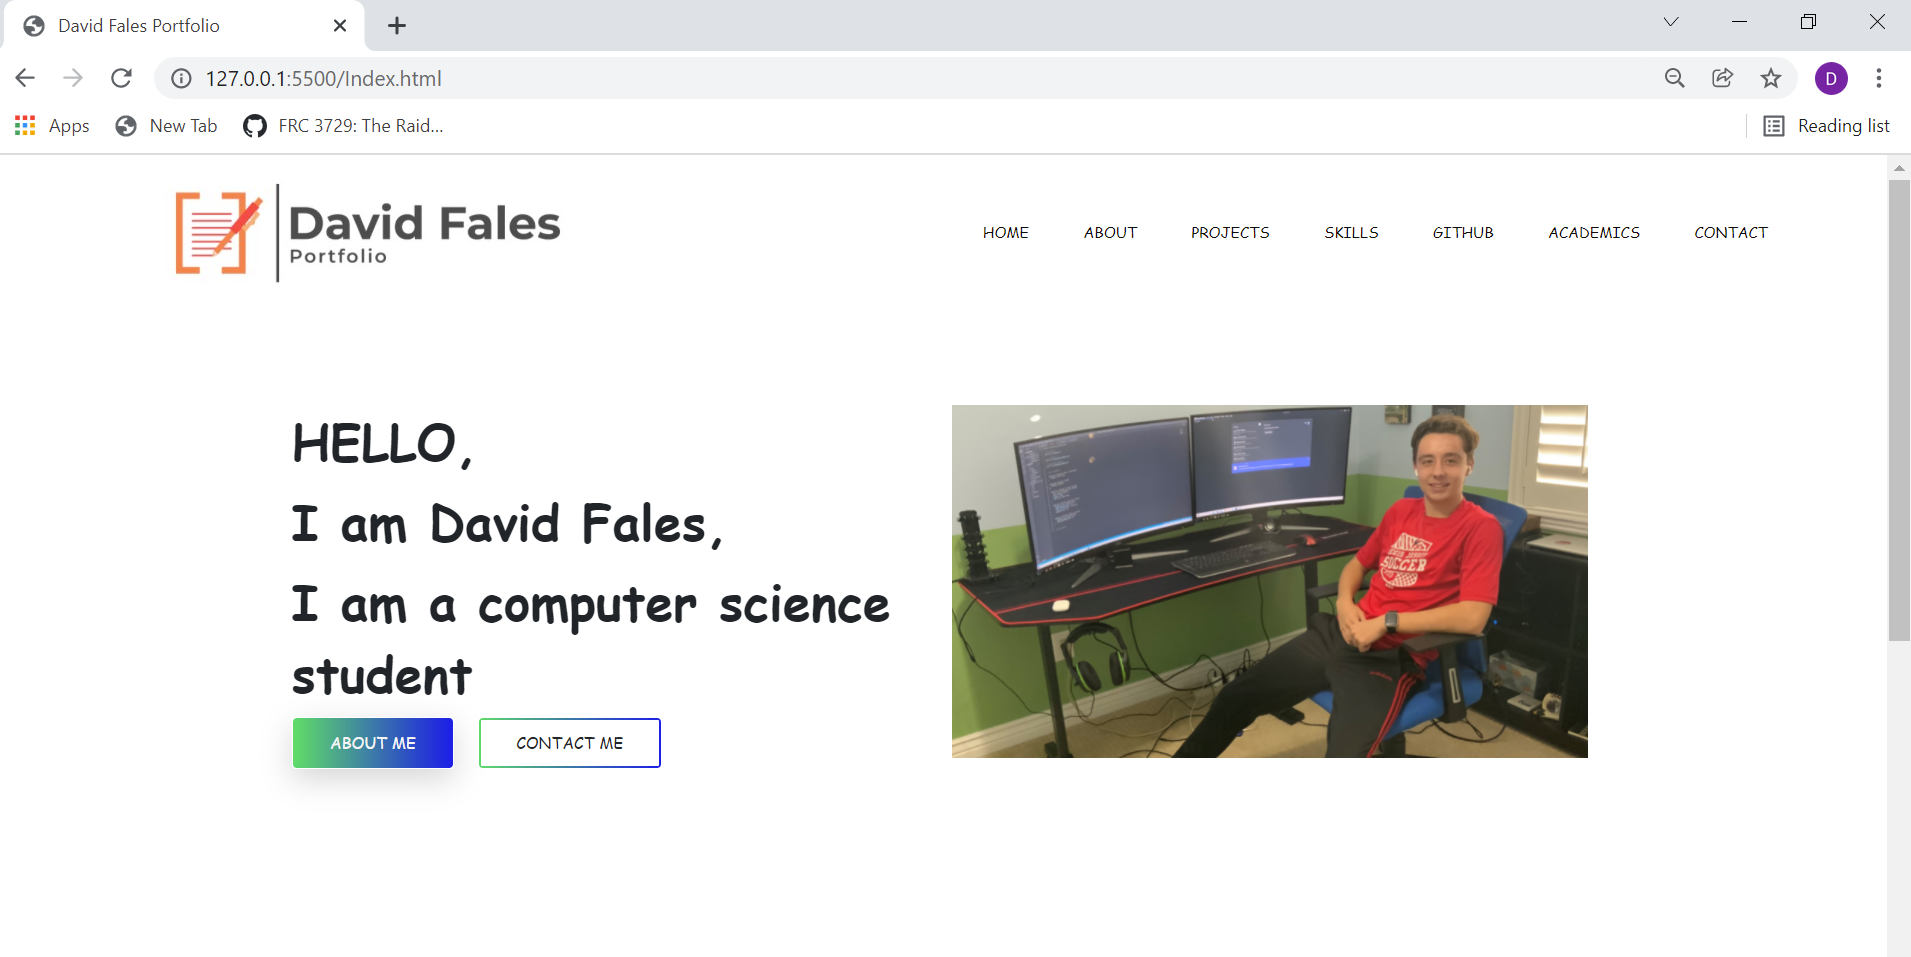 David Fales Portfolio
127.0.0.1:5500/Index.html
D
Apps
New Tab
FRC 3729: The Raid...
Reading list
David Fales
Portfolio
HOME
ABOUT
PROJECTS
SKILLS
GITHUB
ACADEMICS
CONTACT
HELLO,
I am David Fales,
I am a computer science
student
SOCCER
ABOUT ME
CONTACT ME